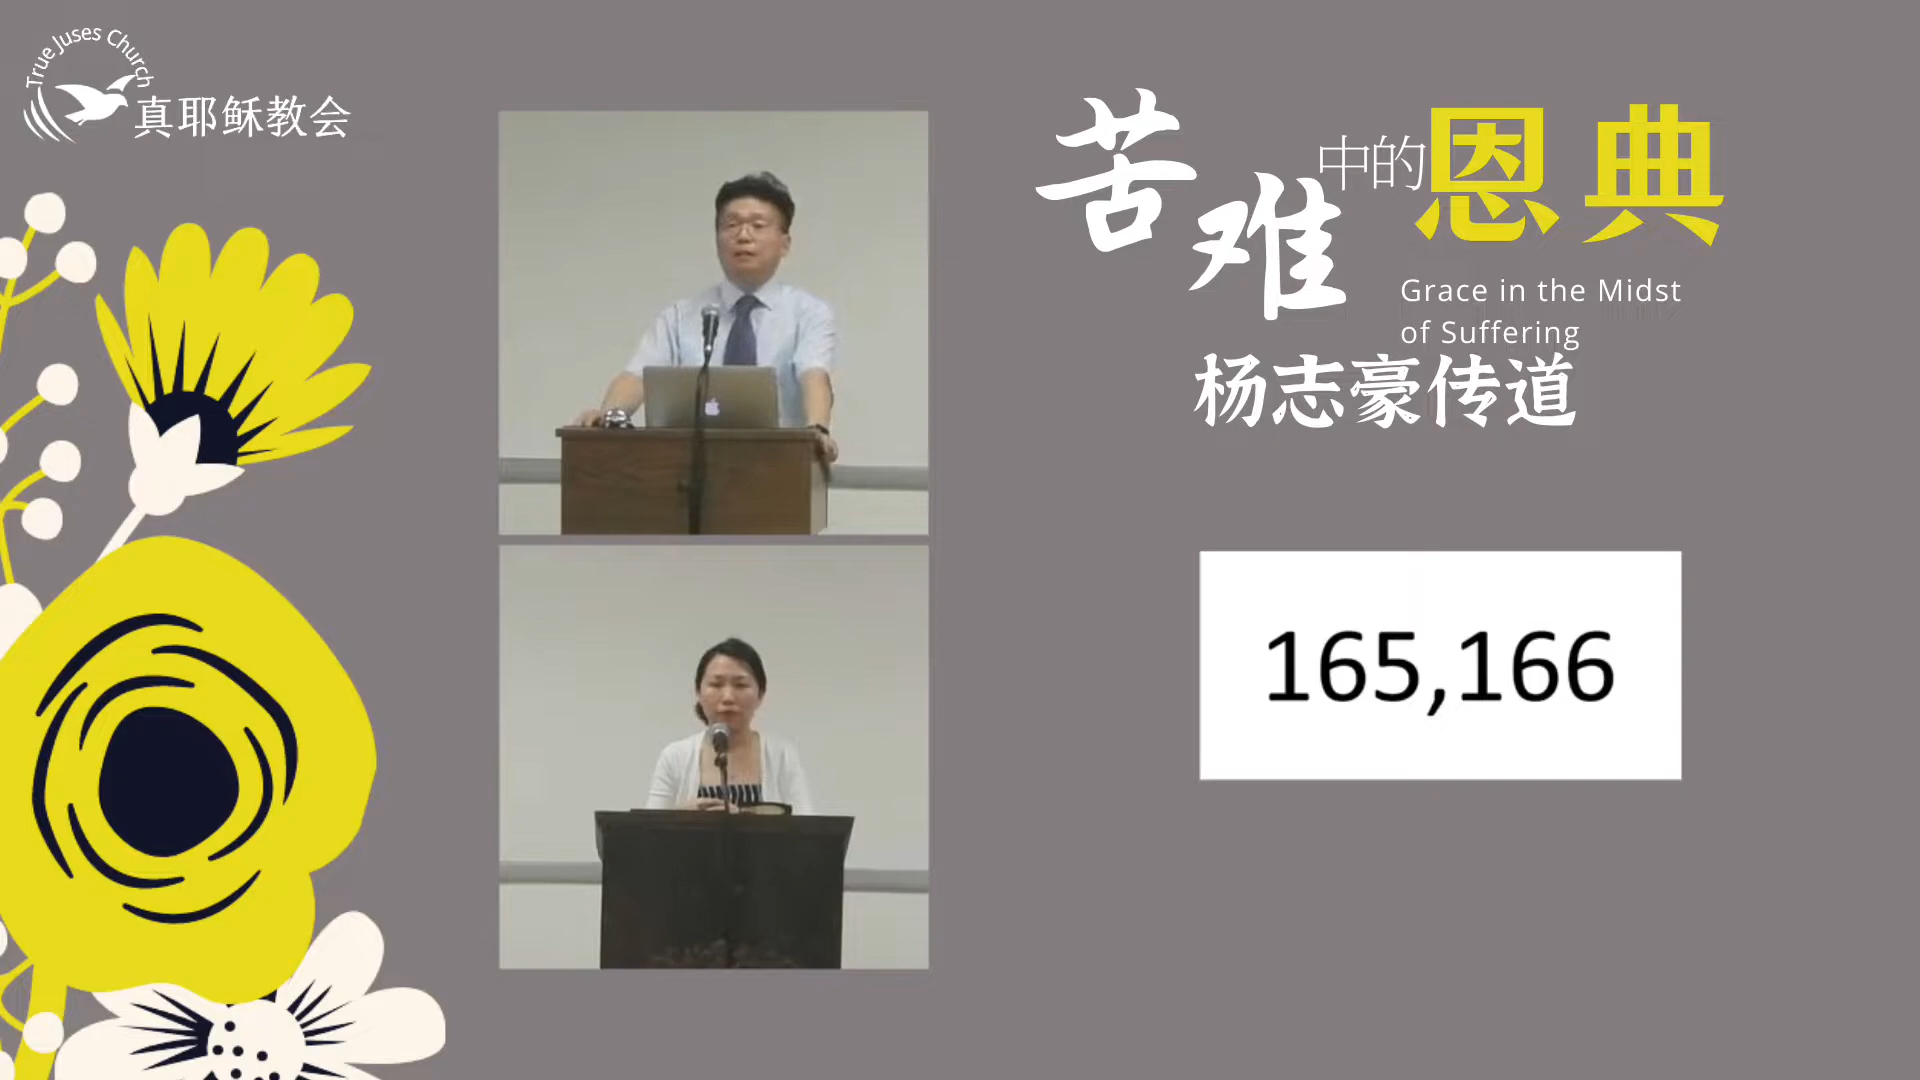 True Juses Church
真耶稣教会
苦难中的恩典
Grace in the Midst
of Suffering
杨志豪传道
165,166